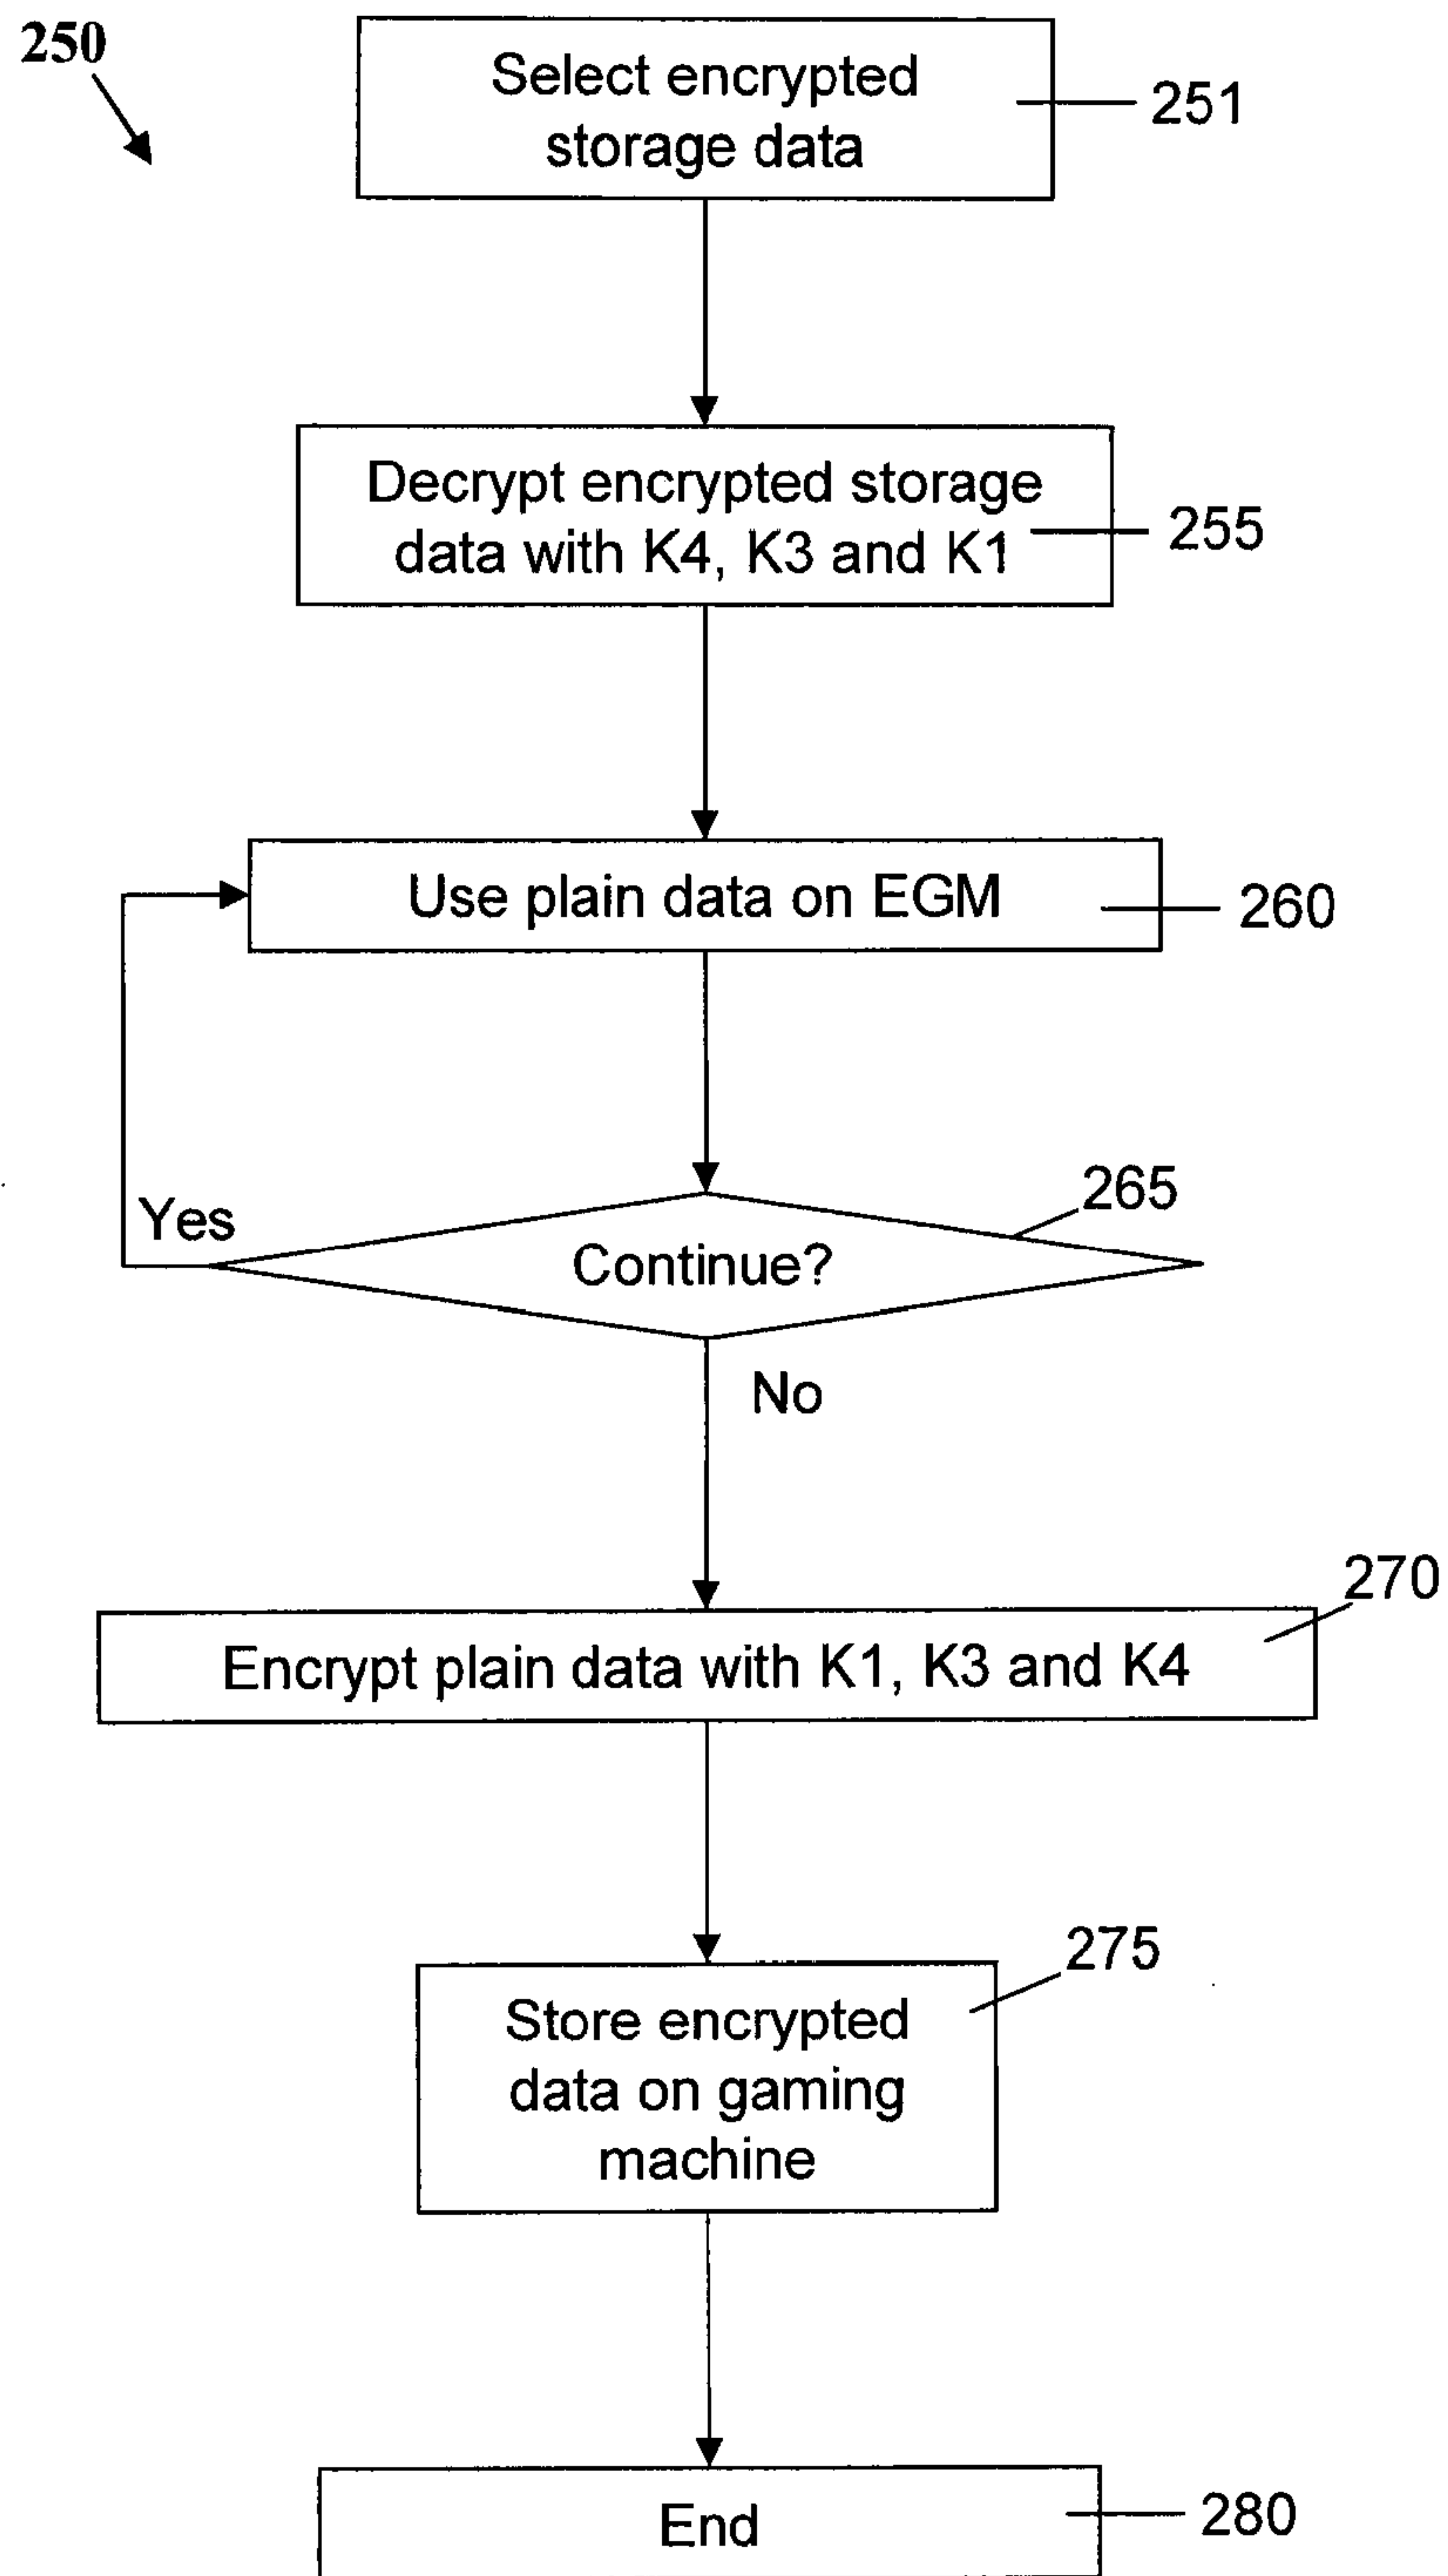 250
Select encrypted
storage data
251
Decrypt encrypted storage
data with K4, K3 and K1
255
Use plain data on EGM
260
265
Yes
Continue?
No
270
Encrypt plain data with K1, K3 and K4
275
Store encrypted
data on gaming
machine
End
280